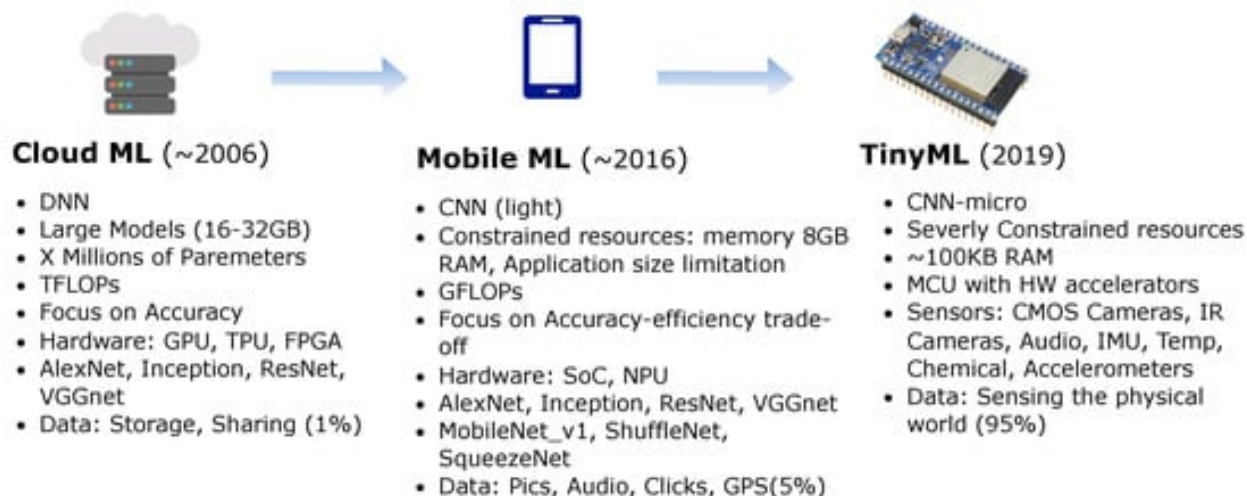 Cloud ML (~2006)
• DNN
• Large Models (16-32GB)
• X Millions of Paremeters
• TFLOPs
• Focus on Accuracy
• Hardware: GPU, TPU, FPGA
• AlexNet, Inception, ResNet,
VGGnet
• Data: Storage, Sharing (1%)
Mobile ML (~2016)
• CNN (light)
• Constrained resources: memory 8GB
RAM, Application size limitation
• GFLOPs
• Focus on Accuracy-efficiency trade-
off
• Hardware: SoC, NPU
• AlexNet, Inception, ResNet, VGGnet
• MobileNet_v1, ShuffleNet,
SqueezeNet
• Data: Pics, Audio, Clicks, GPS(5%)
TinyML (2019)
• CNN-micro
• Severly Constrained resources
• ~100KB RAM
• MCU with HW accelerators
• Sensors: CMOS Cameras, IR
Cameras, Audio, IMU, Temp,
Chemical, Accelerometers
• Data: Sensing the physical
world (95%)